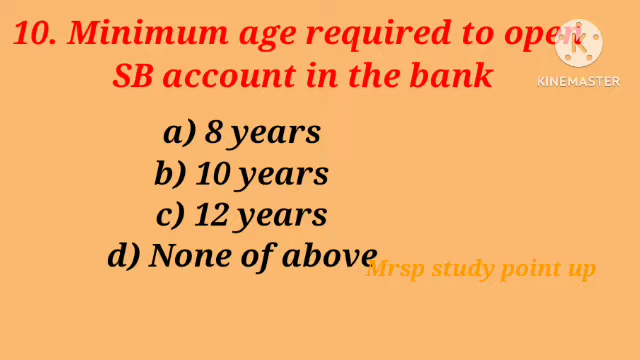 10. Minimum age required to open
SB account in the bank
KINEMASTER
a) 8 years
b) 10 years
c) 12 years
d) None of above
Mrsp study point up